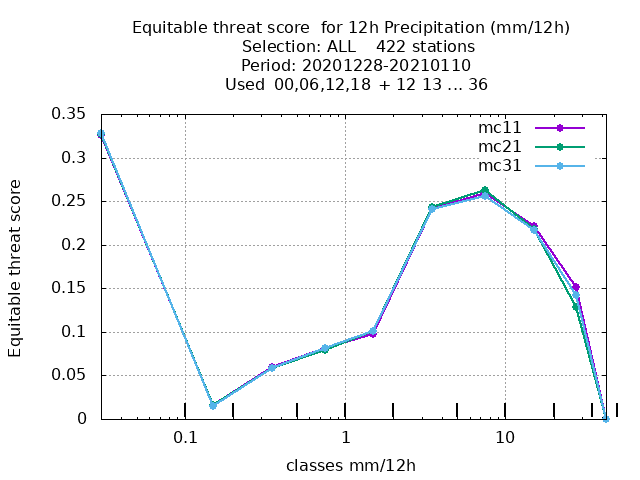 Equitable threat score  for 12h Precipitation (mm/12h)
Selection: ALL    422 stations
Period: 20201228-20210110
Used  00,06,12,18  + 12 13 ... 36
Equitable threat score
0.35
0.3
0.25
0.2
0.15
0.1
0.05
0
mc11
mc21
mc31
0.1
1
10
classes mm/12h